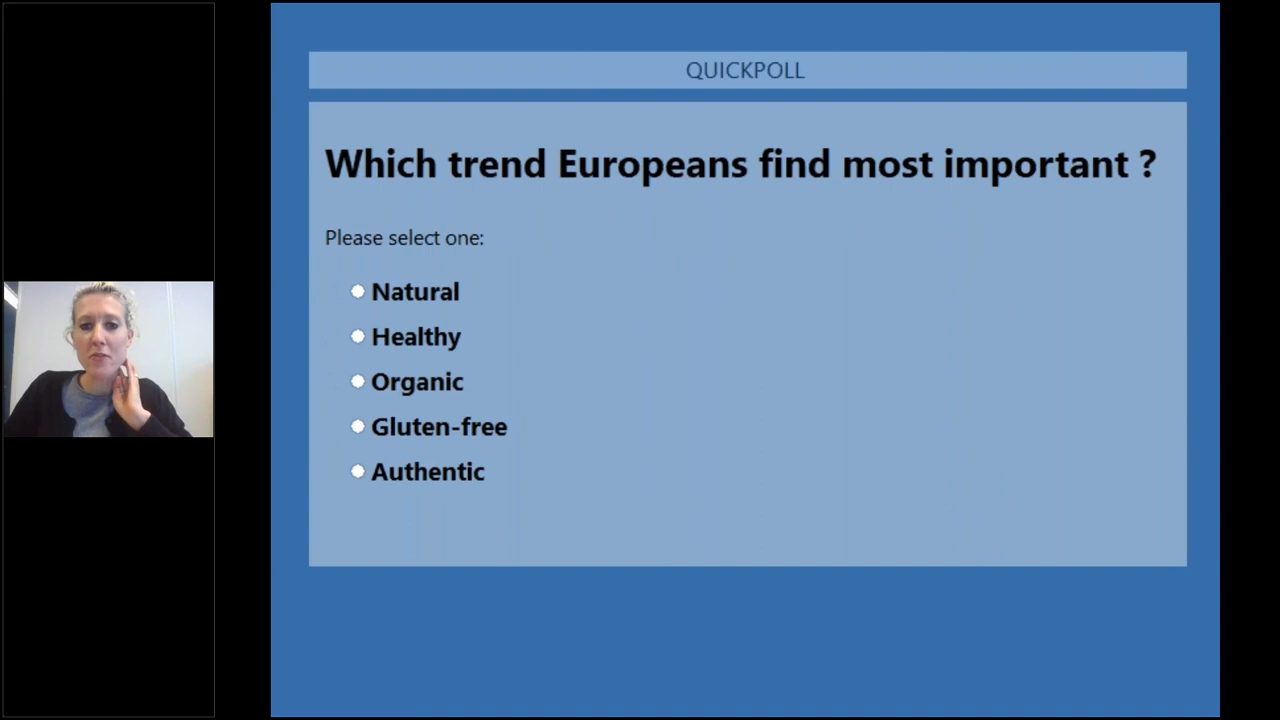 QUICKPOLL
Which trend Europeans find most important ?
Please select one:
Natural
Healthy
Organic
Gluten-free
Authentic